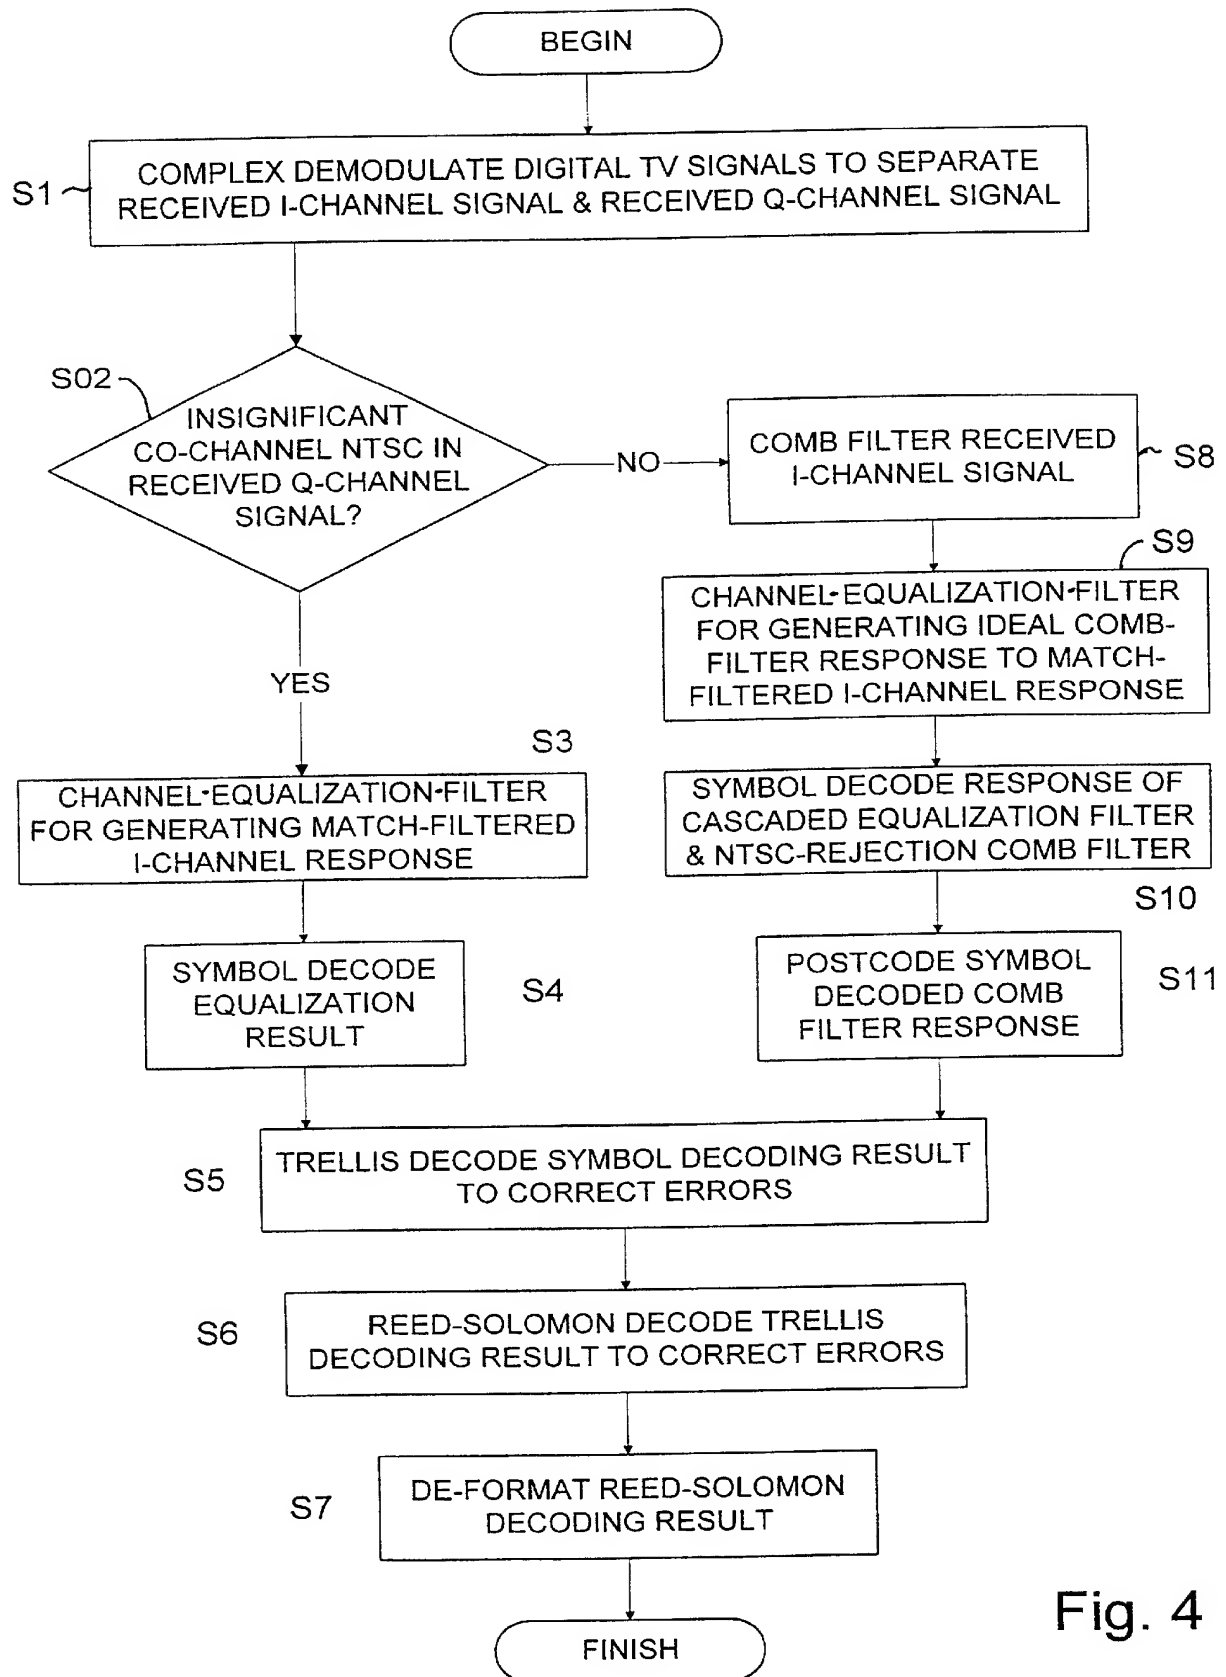 BEGIN
S1
COMPLEX DEMODULATE DIGITAL TV SIGNALS TO SEPARATE
RECEIVED I-CHANNEL SIGNAL & RECEIVED Q-CHANNEL SIGNAL
S02
INSIGNIFICANT
CO-CHANNEL NTSC IN
RECEIVED Q-CHANNEL
SIGNAL?
NO
COMB FILTER RECEIVED
I-CHANNEL SIGNAL
S8
S9
CHANNEL-EQUALIZATION-FILTER
FOR GENERATING IDEAL COMB-
FILTER RESPONSE TO MATCH-
FILTERED I-CHANNEL RESPONSE
YES
S3
CHANNEL-EQUALIZATION-FILTER
FOR GENERATING MATCH-FILTERED
I-CHANNEL RESPONSE
SYMBOL DECODE RESPONSE OF
CASCADED EQUALIZATION FILTER
& NTSC-REJECTION COMB FILTER
S10
SYMBOL DECODE
EQUALIZATION
RESULT
S4
POSTCODE SYMBOL
DECODED COMB
FILTER RESPONSE
S11
S5
TRELLIS DECODE SYMBOL DECODING RESULT
TO CORRECT ERRORS
S6
REED-SOLOMON DECODE TRELLIS
DECODING RESULT TO CORRECT ERRORS
S7
DE-FORMAT REED-SOLOMON
DECODING RESULT
FINISH
Fig. 4